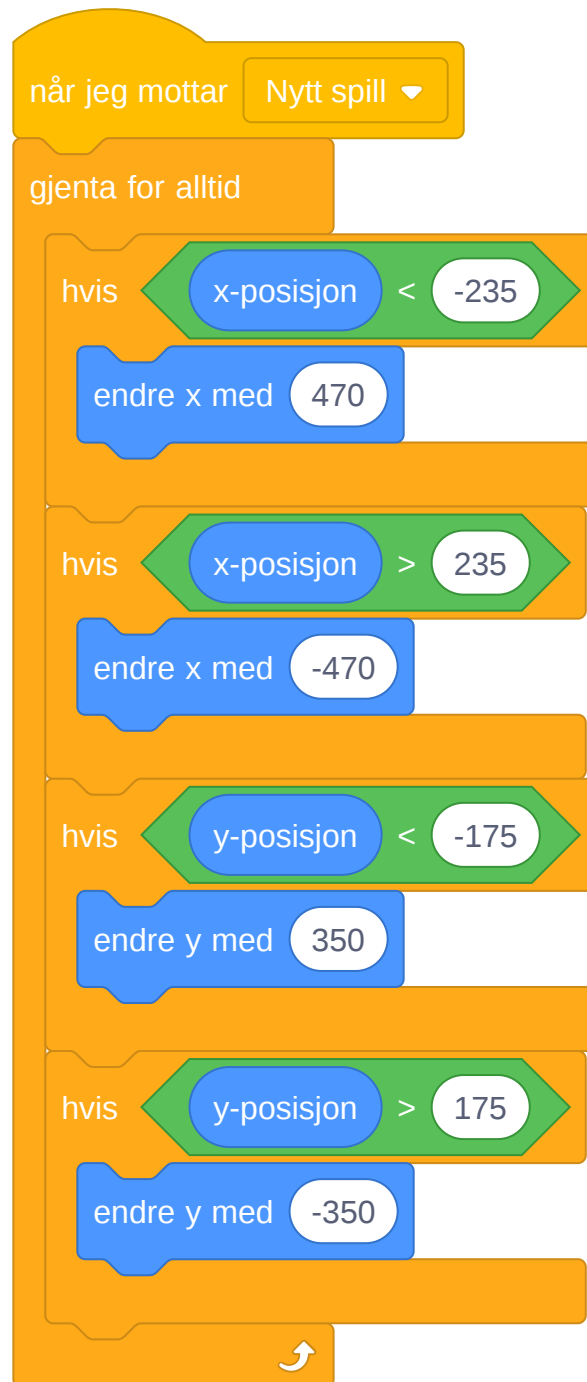 når jeg mottar Nytt spill
gjenta for alltid
hvis x-posisjon < -235
endre x med 470
hvis x-posisjon > 235
endre x med -470
hvis y-posisjon < -175
endre y med 350
hvis y-posisjon > 175
endre y med -350